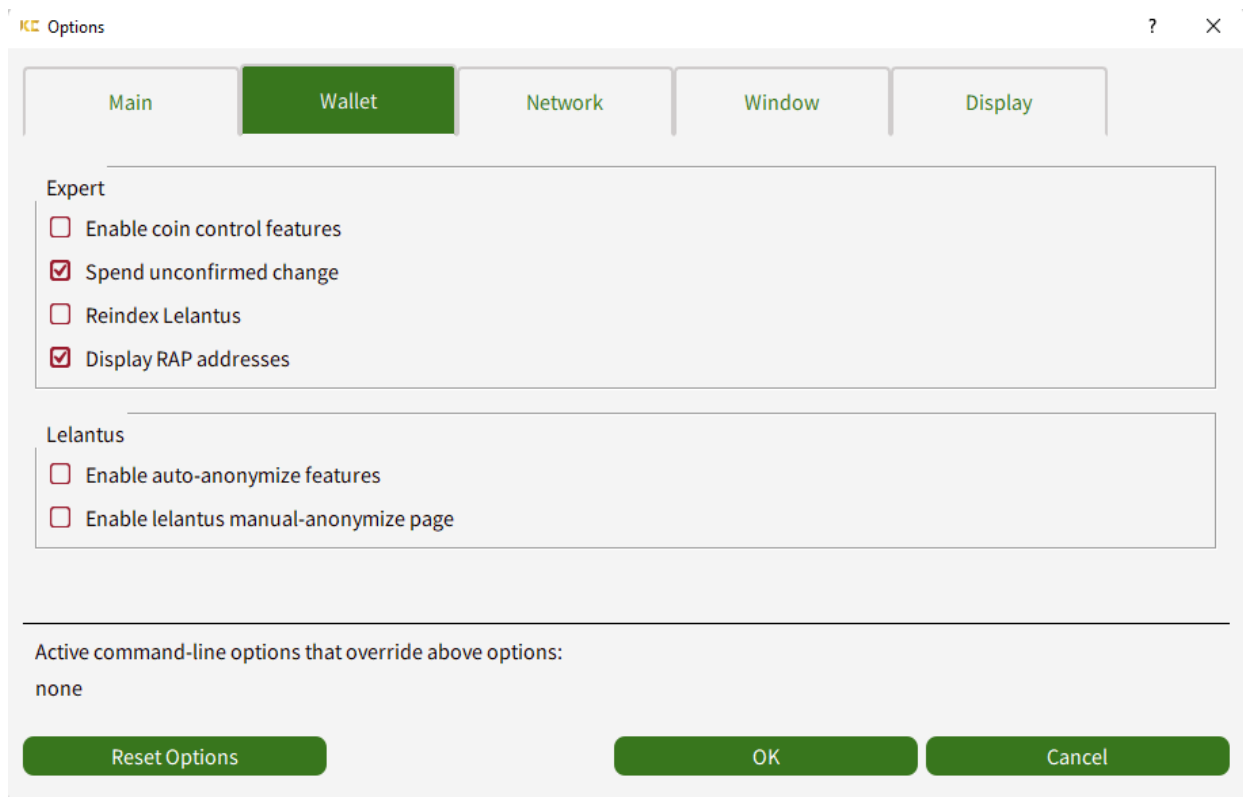 Options
?
Main
Wallet
Network
Window
Display
Expert
Enable coin control features
Spend unconfirmed change
Reindex Lelantus
Display RAP addresses
Lelantus
Enable auto-anonymize features
Enable lelantus manual-anonymize page
Active command-line options that override above options:
none
Reset Options
OK
Cancel